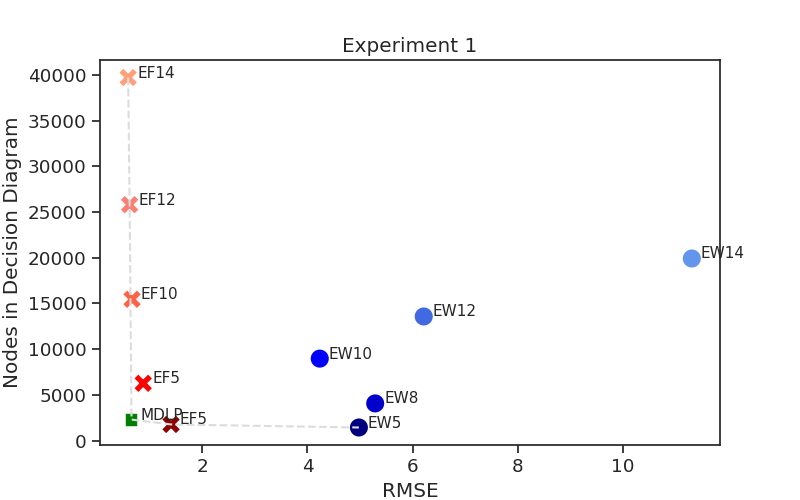 Experiment 1
Nodes in Decision Diagram
40000
35000
30000
25000
20000
15000
10000
5000
0
EF14
EF12
EW14
EF10
EW12
EW10
EF5
EW8
MDLP
EF5
EW5
2
4
6
8
10
RMSE